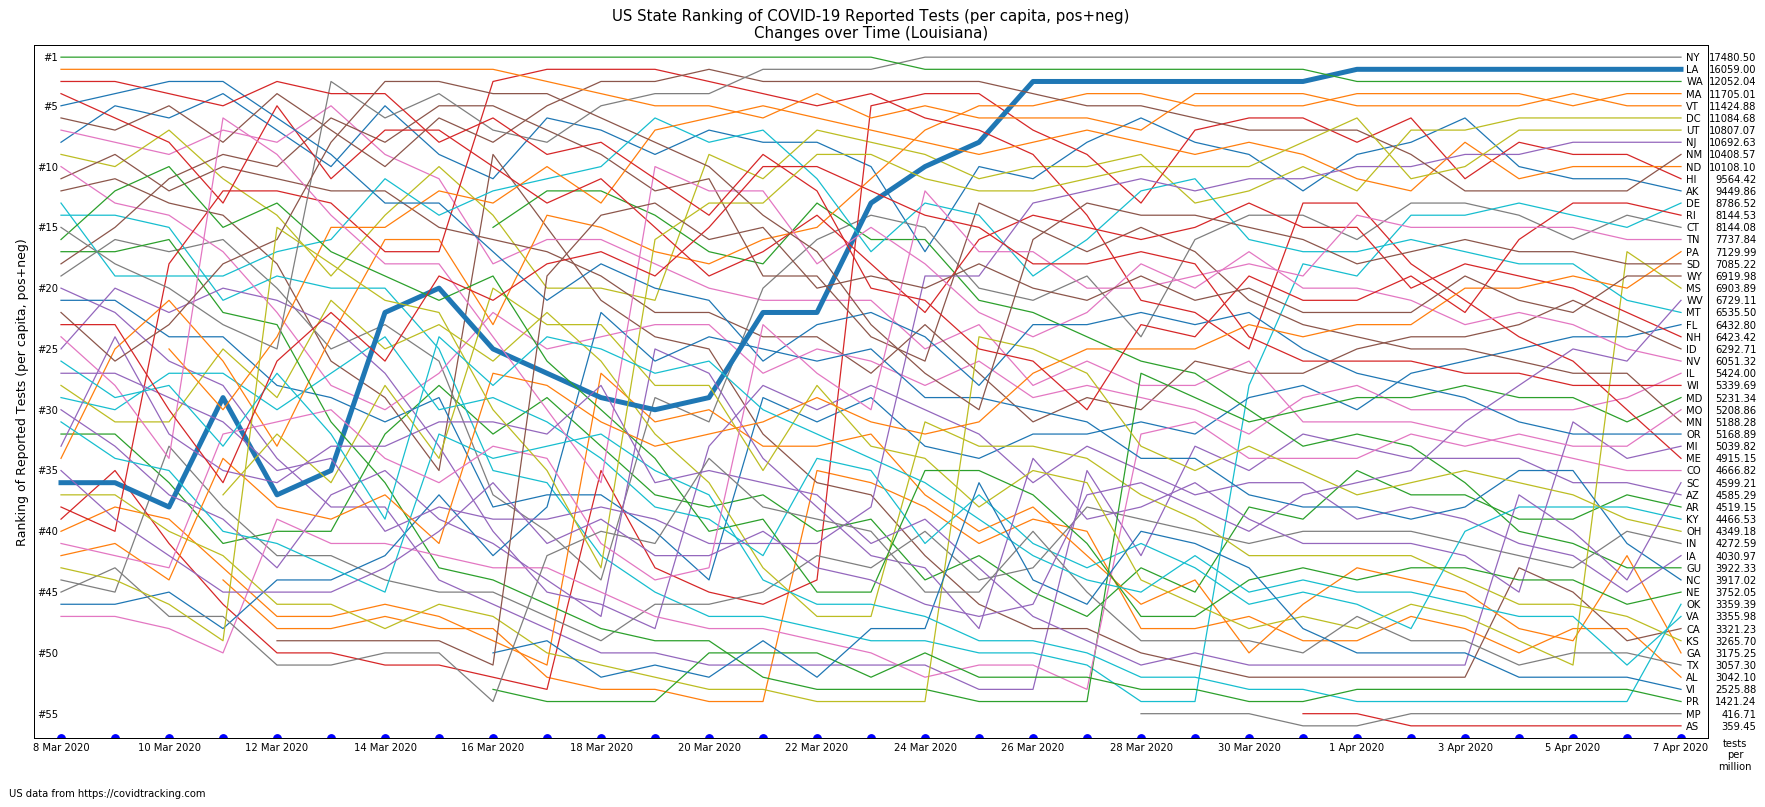 US State Ranking of COVID-19 Reported Tests (per capita, pos+neg)
Changes over Time (Louisiana)
Ranking of Reported Tests (per capita, pos+neg)
#1
#5
#10
#15
#20
#25
#30
#35
#40
#45
#50
#55
NY 17480.50
LA 16059.00
WA 12052.04
MA 11705.01
VT 11424.88
DC 11084.68
UT 10807.07
NJ 10692.63
NM 10408.57
ND 10108.10
HI 9564.42
AK 9449.86
DE 8786.52
RI 8144.53
CT 8144.08
TN 7737.84
PA 7129.99
SD 7085.22
WY 6919.98
MS 6903.89
WV 6729.11
MT 6535.50
FL 6432.80
NH 6423.42
ID 6292.71
NV 6051.32
IL 5424.00
WI 5339.69
MD 5231.34
MO 5208.86
MN 5188.28
OR 5168.89
MI 5039.82
ME 4915.15
CO 4666.82
SC 4599.21
AZ 4585.29
AR 4519.15
KY 4466.53
OH 4349.18
IN 4272.59
IA 4030.97
GU 3922.33
NC 3917.02
NE 3752.05
OK 3359.39
VA 3355.98
CA 3321.23
KS 3265.70
GA 3175.25
TX 3057.30
AL 3042.10
VI 2525.88
PR 1421.24
MP 416.71
AS 359.45
8 Mar 2020 10 Mar 2020 12 Mar 2020 14 Mar 2020 16 Mar 2020 18 Mar 2020 20 Mar 2020 22 Mar 2020 24 Mar 2020 26 Mar 2020 28 Mar 2020 30 Mar 2020 1 Apr 2020 3 Apr 2020 5 Apr 2020 7 Apr 2020
tests
per
million
US data from https://covidtracking.com